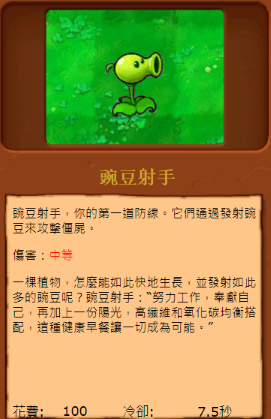 豌豆射手
豌豆射手，你的第一道防線。它們通過發射豌
豆來攻擊僵屍。
傷害：中等
一棵植物，怎麼能如此快地生長，並發射如此
多的豌豆呢？豌豆射手：“努力工作，奉獻自
己，再加上一份陽光，高纖維和氧化碳均衡搭
配，這種健康早餐讓一切成為可能。”
花費： 100 冷卻: 7.5秒